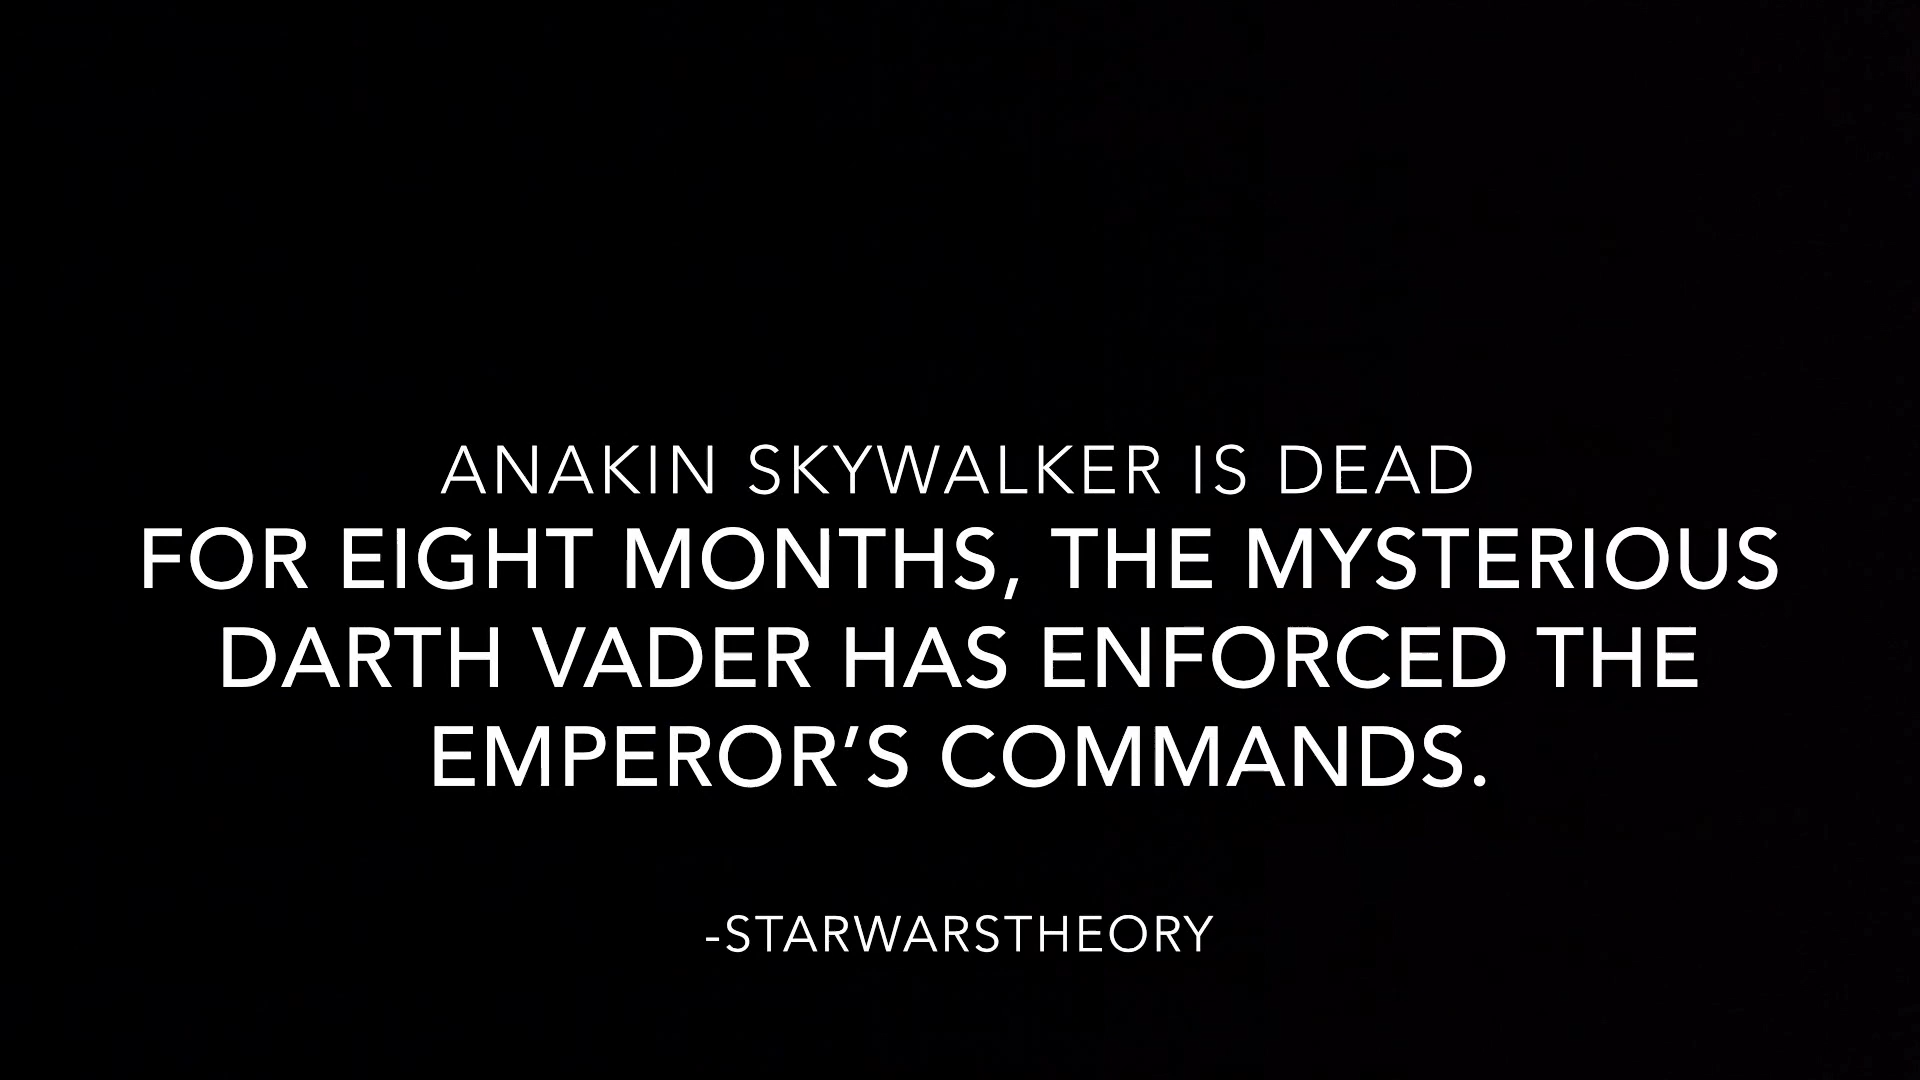 ANAKIN SKYWALKER IS DEAD
FOR EIGHT MONTHS, THE MYSTERIOUS
DARTH VADER HAS ENFORCED THE
EMPEROR’S COMMANDS.
-STARWARSTHEORY